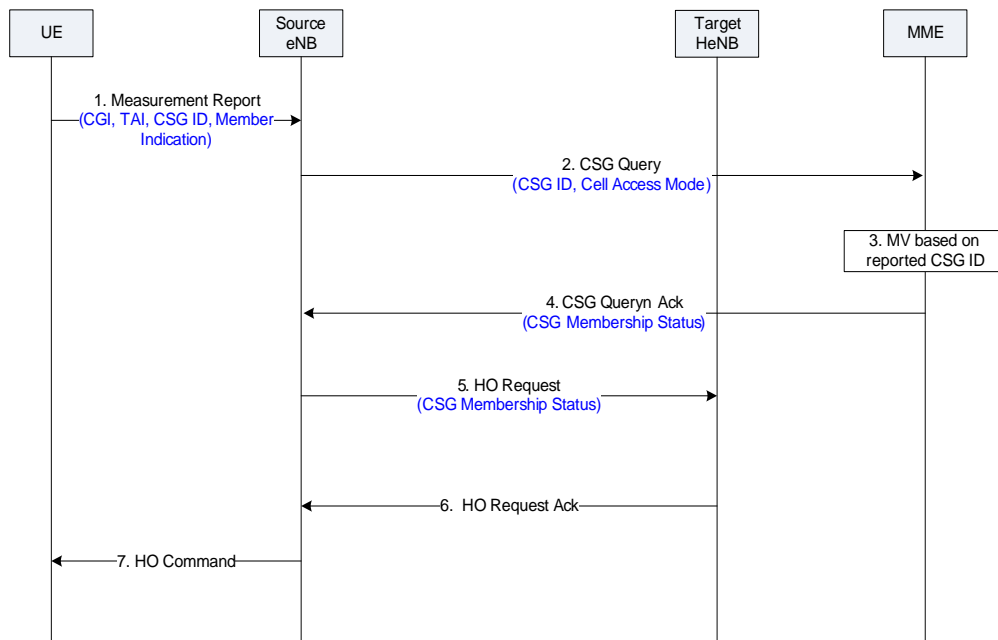 UE
Source
eNB
Target
HeNB
MME
1. Measurement Report
(CGI, TAI, CSG ID, Member
Indication)
2. CSG Query
(CSG ID, Cell Access Mode)
3. MV based on
reported CSG ID
4. CSG Queryn Ack
(CSG Membership Status)
5. HO Request
(CSG Membership Status)
6. HO Request Ack
7. HO Command